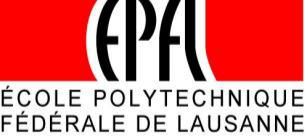 EPFL
ÉCOLE POLYTECHNIQUE
FÉDÉRALE DE LAUSANNE